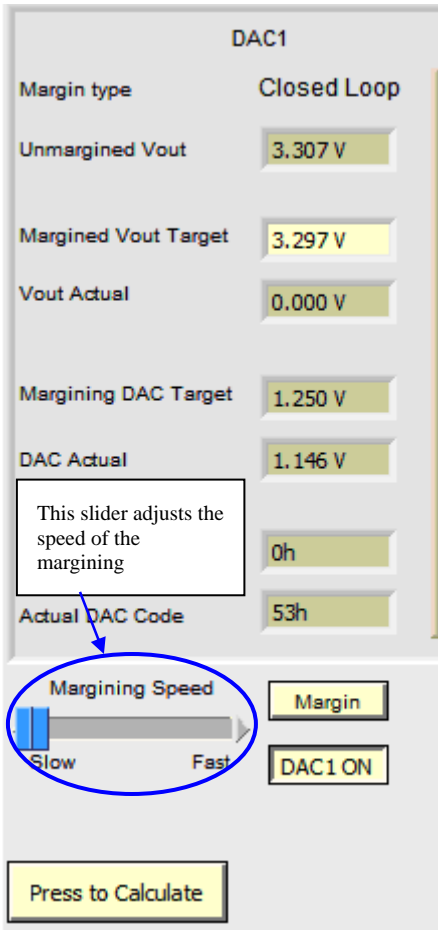 DAC1
Margin type Closed Loop
Unmargined Vout 3.307 V
Margined Vout Target 3.297 V
Vout Actual 0.000 V
Margining DAC Target 1.250 V
DAC Actual 1.146 V
This slider adjusts the
speed of the
margining
0h
Actual DAC Code 53h
Margining Speed
Margin
Slow Fast
DAC1 ON
Press to Calculate